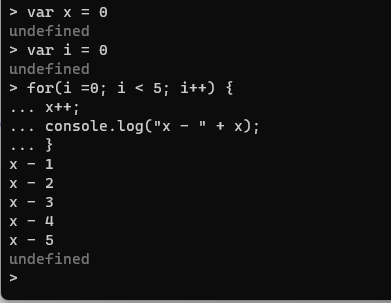 > var x = 0
undefined
> var i = 0
undefined
> for(i =0; i < 5; i++) {
... x++;
... console.log("x - " + x);
... }
x - 1
x - 2
x - 3
x - 4
x - 5
undefined
>